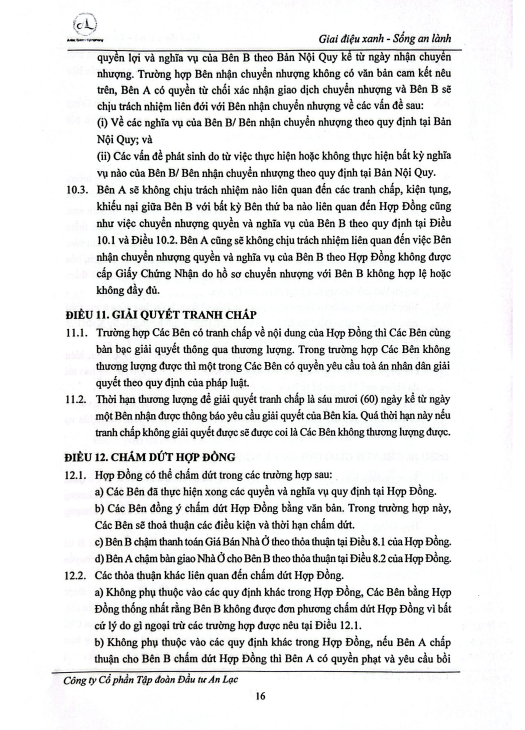 Giai điệu xanh - Sống an lành
quyền lợi và nghĩa vụ của Bên B theo Bản Nội Quy kể từ ngày nhận chuyển
nhượng. Trường hợp Bên nhận chuyển nhượng không có văn bản cam kết nêu
trên, Bên A có quyền từ chối xác nhận giao dịch chuyển nhượng và Bên B sẽ
chịu trách nhiệm liên đới với Bên nhận chuyển nhượng về các vấn đề sau:
(i) Về các nghĩa vụ của Bên B/ Bên nhận chuyển nhượng theo quy định tại Bản
Nội Quy; và
(ii) Các vấn đề phát sinh do từ việc thực hiện hoặc không thực hiện bất kỳ nghĩa
vụ nào của Bên B/ Bên nhận chuyển nhượng theo quy định tại Bản Nội Quy.
10.3. Bên A sẽ không chịu trách nhiệm nào liên quan đến các tranh chấp, kiện tụng,
khiếu nại giữa Bên B với bất kỳ Bên thứ ba nào liên quan đến Hợp Đồng cũng
như việc chuyển nhượng quyền và nghĩa vụ của Bên B theo quy định tại Điều
10.1 và Điều 10.2. Bên A cũng sẽ không chịu trách nhiệm liên quan đến việc Bên
nhận chuyển nhượng quyền và nghĩa vụ của Bên B theo Hợp Đồng không được
cấp Giấy Chứng Nhận do hồ sơ chuyển nhượng với Bên B không hợp lệ hoặc
không đầy đủ.
ĐIỀU 11. GIẢI QUYẾT TRANH CHẤP
11.1. Trường hợp Các Bên có tranh chấp về nội dung của Hợp Đồng thì Các Bên cùng
bàn bạc giải quyết thông qua thương lượng. Trong trường hợp Các Bên không
thương lượng được thì một trong Các Bên có quyền yêu cầu toà án nhân dân giải
quyết theo quy định của pháp luật.
11.2. Thời hạn thương lượng để giải quyết tranh chấp là sáu mươi (60) ngày kể từ ngày
một Bên nhận được thông báo yêu cầu giải quyết của Bên kia. Quá thời hạn này nếu
tranh chấp không giải quyết được sẽ được coi là Các Bên không thương lượng được.
ĐIỀU 12. CHẤM DỨT HỢP ĐỒNG
12.1. Hợp Đồng có thể chấm dứt trong các trường hợp sau:
a) Các Bên đã thực hiện xong các quyền và nghĩa vụ quy định tại Hợp Đồng.
b) Các Bên đồng ý chấm dứt Hợp Đồng bằng văn bản. Trong trường hợp này,
Các Bên sẽ thoả thuận các điều kiện và thời hạn chấm dứt.
c) Bên B chậm thanh toán Giá Bán Nhà Ở theo thỏa thuận tại Điều 8.1 của Hợp Đồng.
d) Bên A chậm bàn giao Nhà Ở cho Bên B theo thỏa thuận tại Điều 8.2 của Hợp Đồng.
12.2. Các thỏa thuận khác liên quan đến chấm dứt Hợp Đồng.
a) Không phụ thuộc vào các quy định khác trong Hợp Đồng, Các Bên bằng Hợp
Đồng thống nhất rằng Bên B không được đơn phương chấm dứt Hợp Đồng vì bất
cứ lý do gì ngoại trừ các trường hợp được nêu tại Điều 12.1.
b) Không phụ thuộc vào các quy định khác trong Hợp Đồng, nếu Bên A chấp
thuận cho Bên B chấm dứt Hợp Đồng thì Bên A có quyền phạt và yêu cầu bồi
Công ty Cổ phần Tập đoàn Đầu tư An Lạc
16